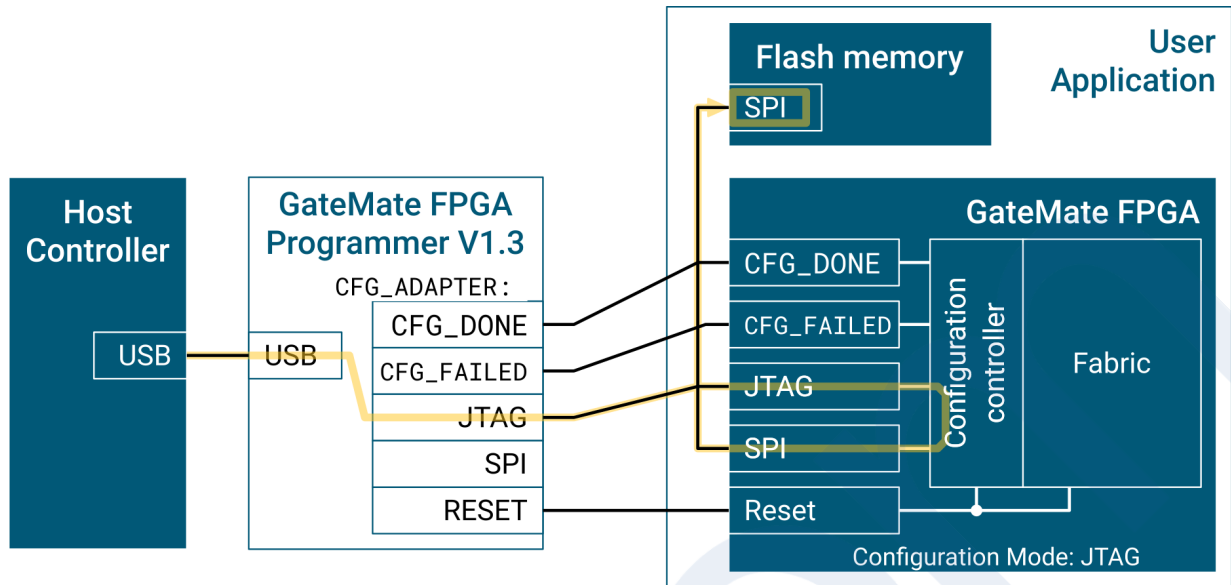 User
Application
Flash memory
SPI
Host
Controller
USB
GateMate FPGA
Programmer V1.3
CFG_ADAPTER:
USB
CFG_DONE
CFG_FAILED
JTAG
SPI
RESET
GateMate FPGA
CFG_DONE
CFG_FAILED
JTAG
SPI
Reset
Configuration
controller
Fabric
Configuration Mode: JTAG